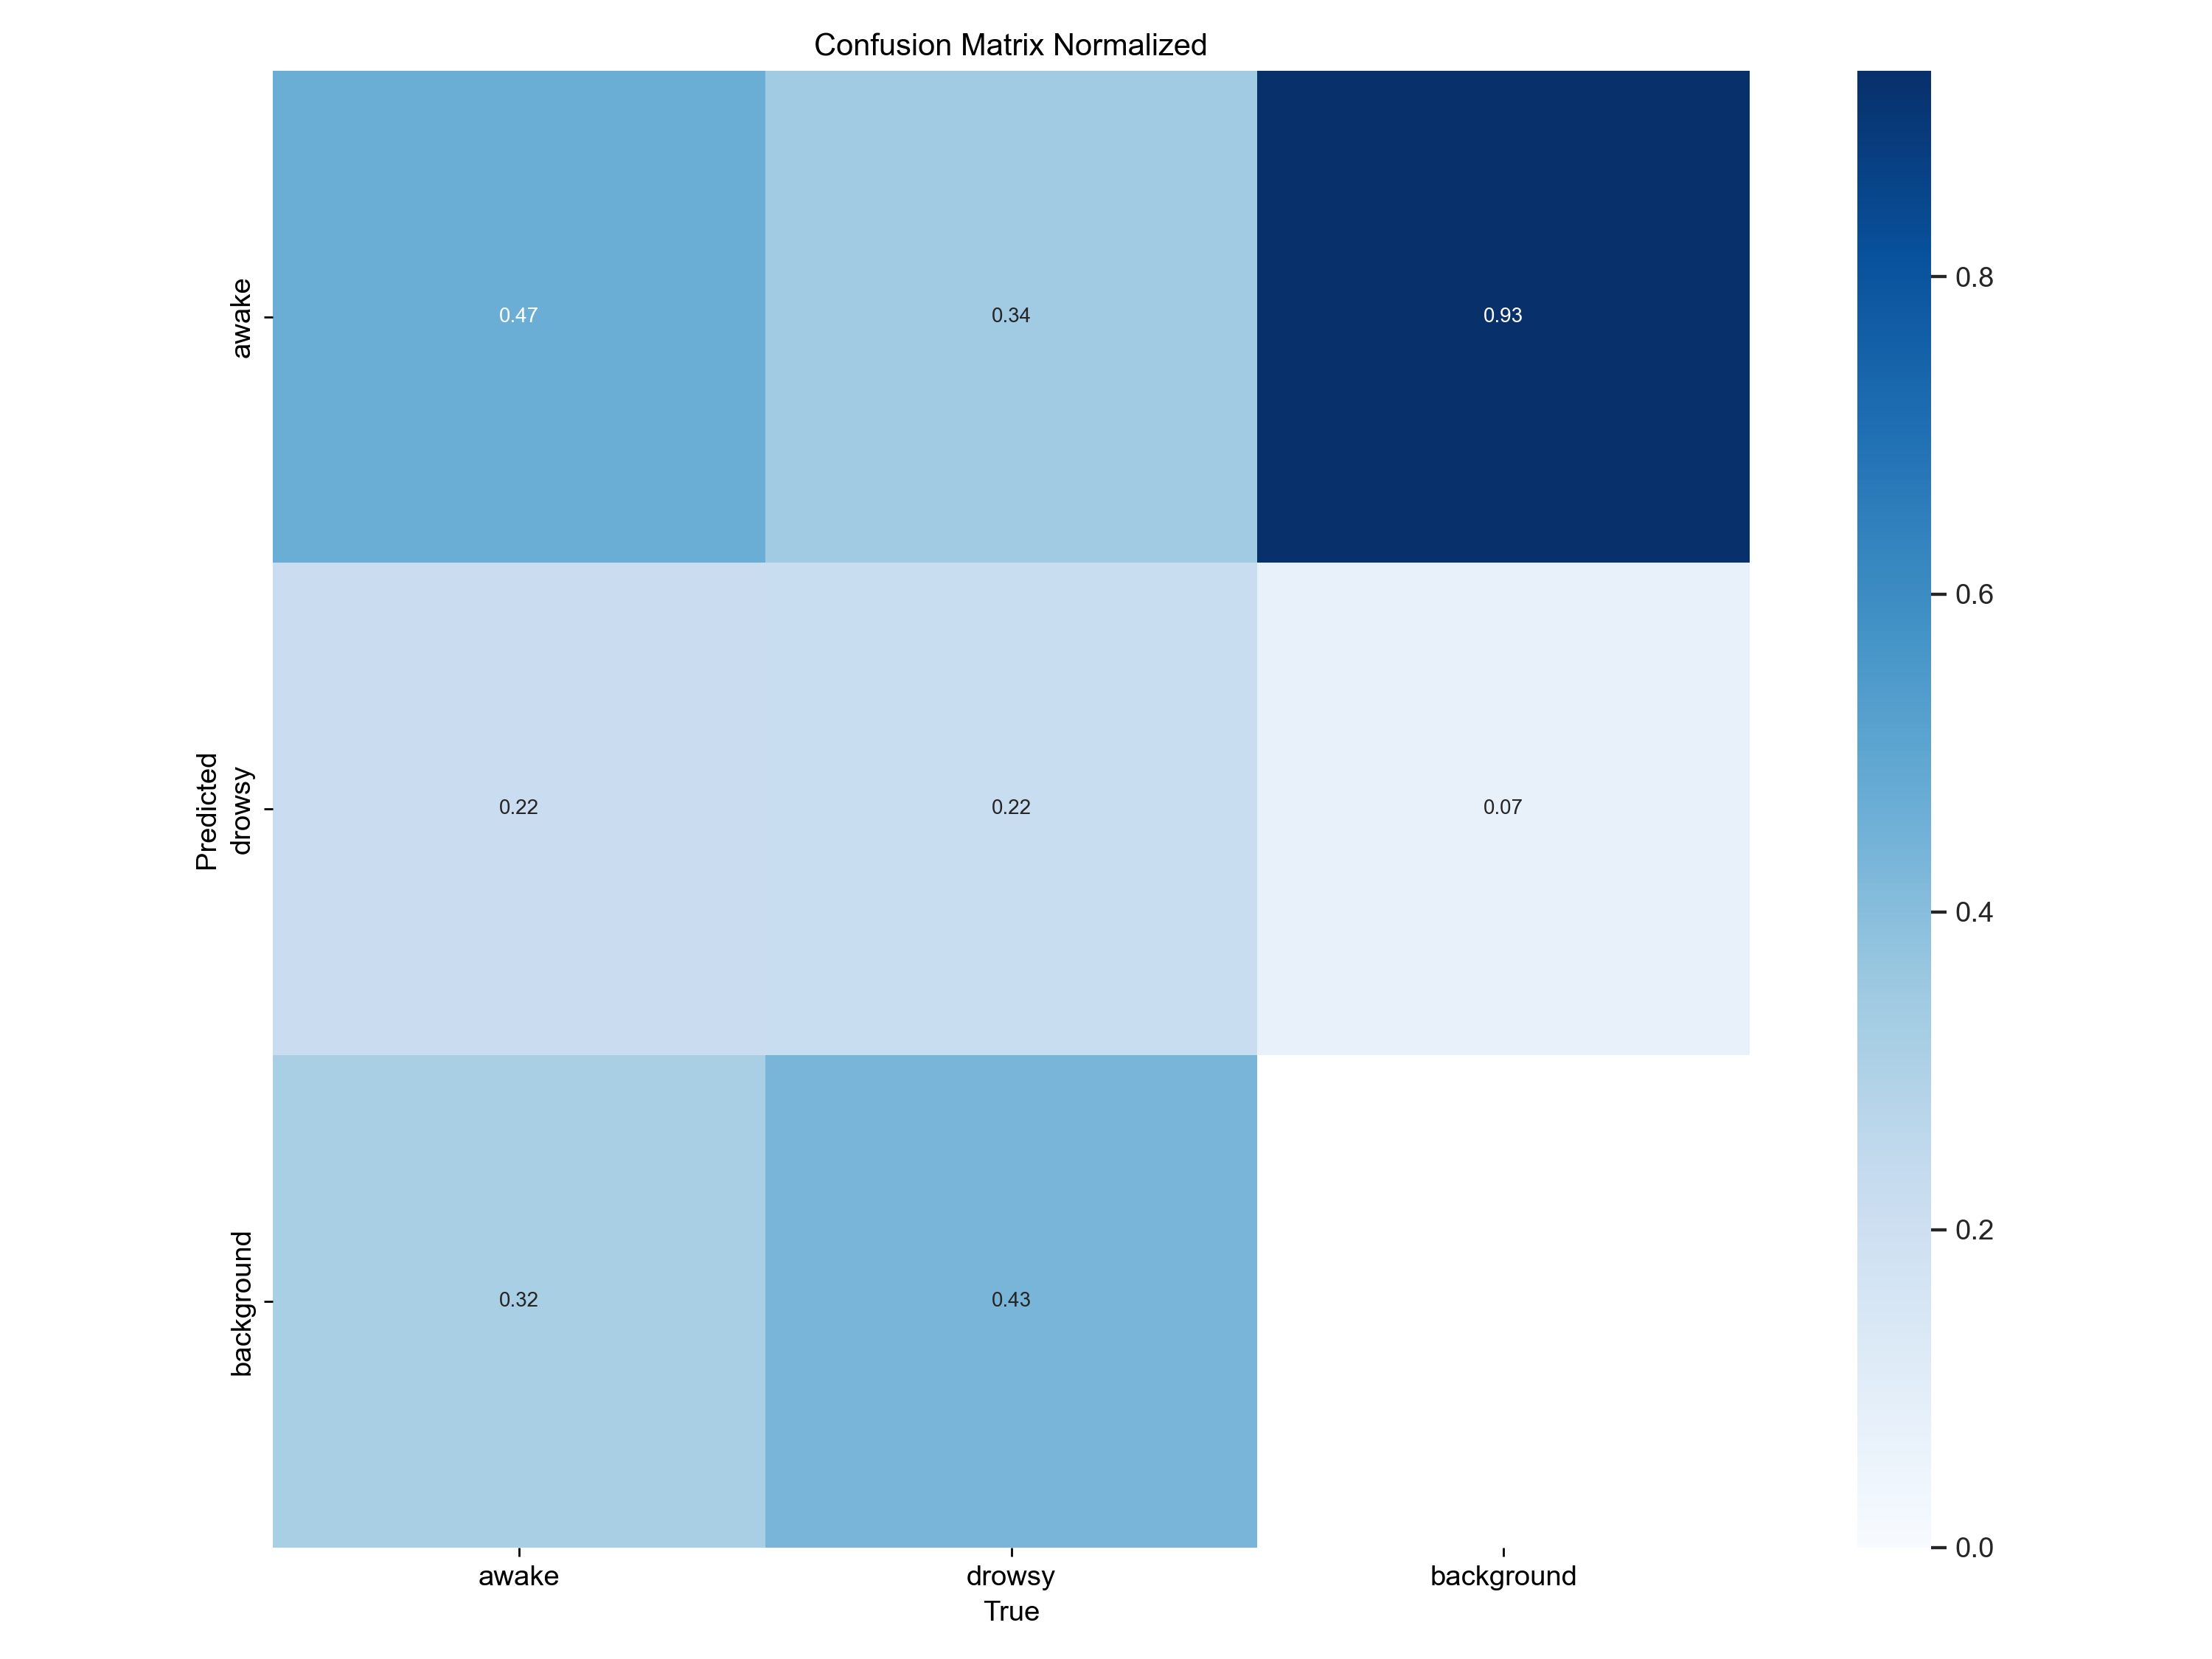 Confusion Matrix Normalized
awake
0.47
0.34
0.93
0.8
0.6
Predicted
drowsy
0.22
0.22
0.07
0.4
0.2
background
0.32
0.43
0.0
awake
drowsy
background
True